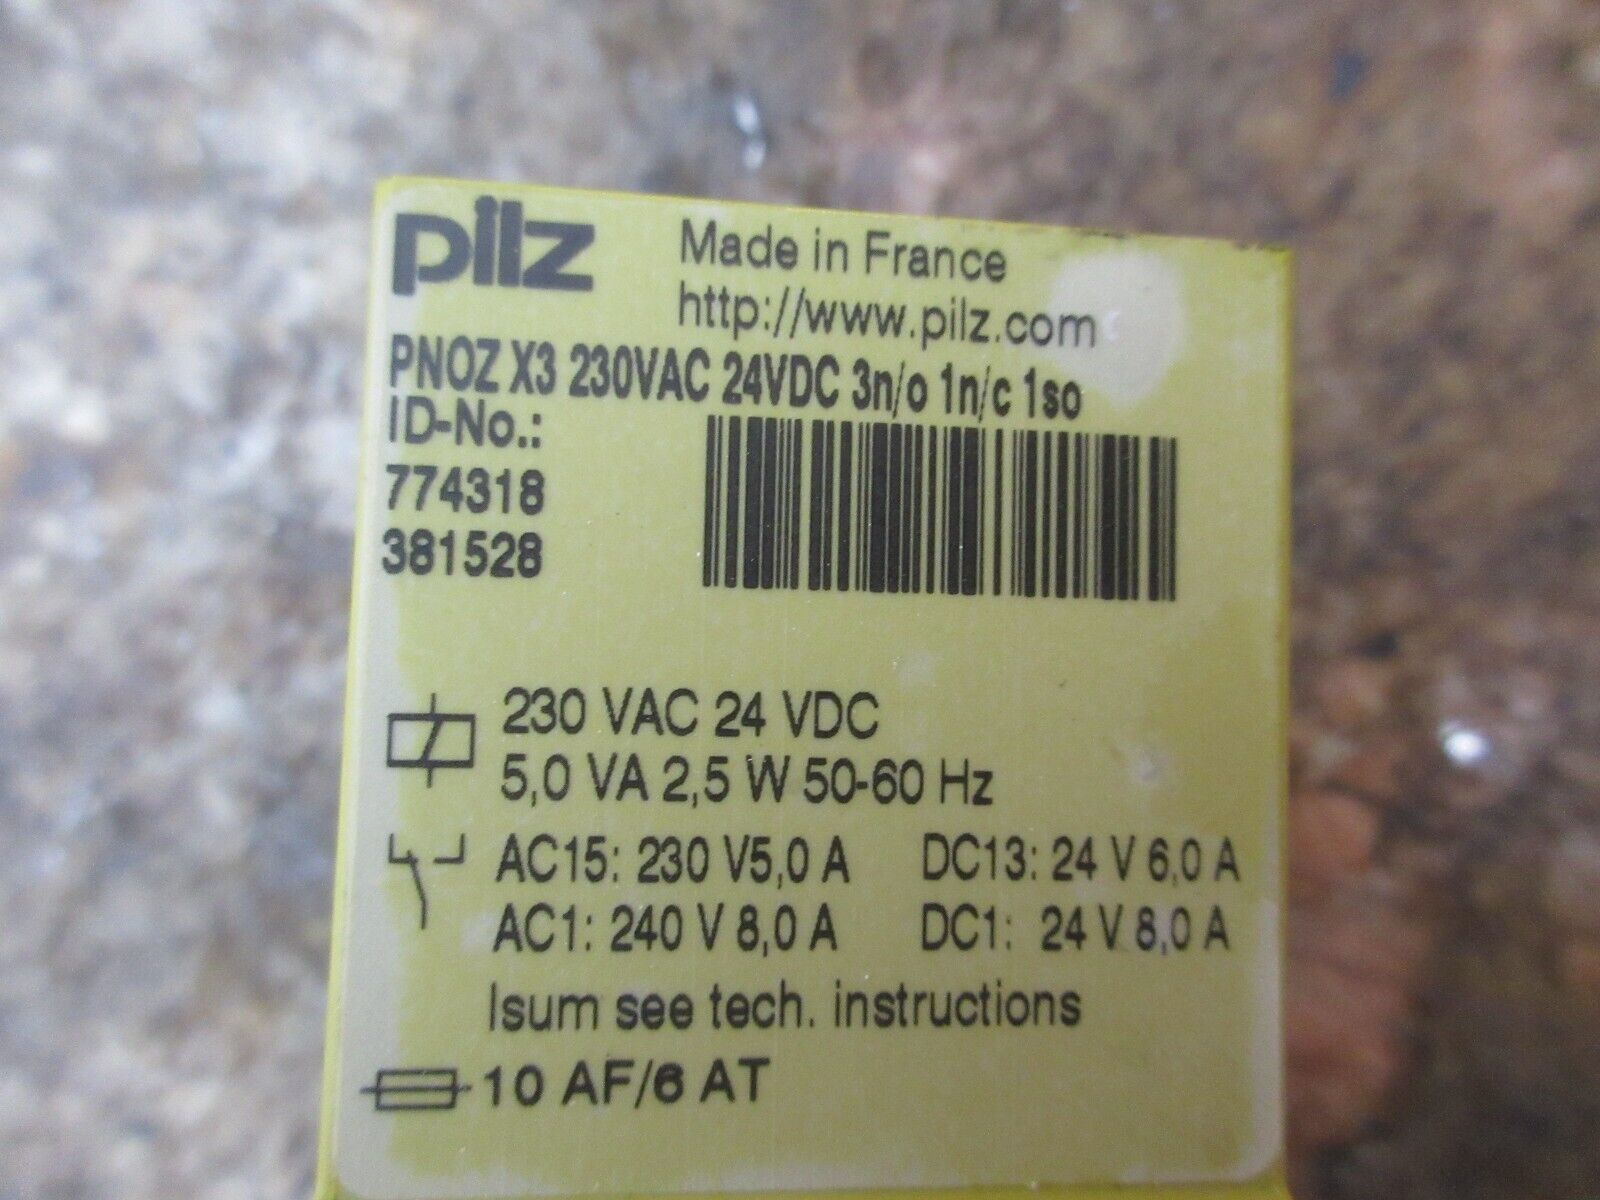 pilz
Made in France
http://www.pilz.com
PNOZ X3 230VAC 24VDC 3n/o 1n/c 1so
ID-No.:
774318
381528
230 VAC 24 VDC
5,0 VA 2,5 W 50-60 Hz
AC15: 230 V5,0 A DC13: 24 V 6,0 A
AC1: 240 V 8,0 A DC1: 24 V 8,0 A
Isum see tech. instructions
10 AF/6 AT